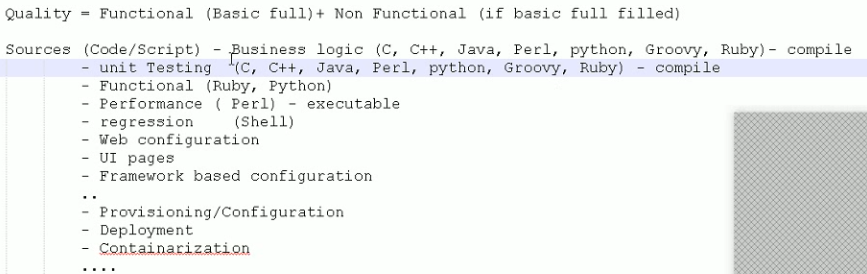 Quality = Functional (Basic full)+ Non Functional (if basic full filled)
Sources (Code/Script) - Business logic (C, C++, Java, Perl, python, Groovy, Ruby)- compile
- unit Testing (C, C++, Java, Perl, python, Groovy, Ruby) - compile
- Functional (Ruby, Python)
- Performance ( Perl) - executable
- regression (Shell)
- Web configuration
- UI pages
- Framework based configuration
..
- Provisioning/Configuration
- Deployment
- Containarization
....